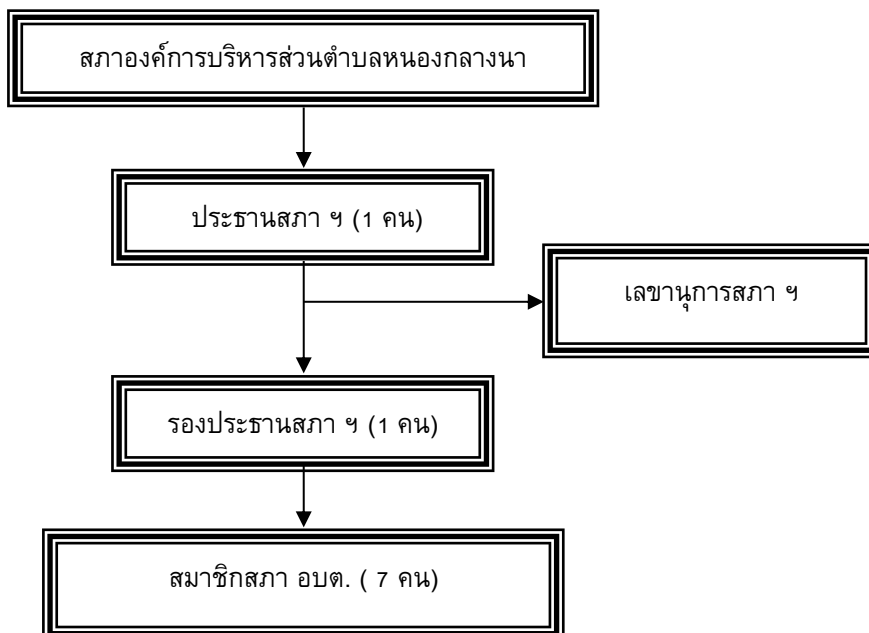 สภาองค์การบริหารส่วนตำบลหนองกลางนา
ประธานสภา ฯ (1 คน)
เลขานุการสภา ฯ
รองประธานสภา ฯ (1 คน)
สมาชิกสภา อบต. ( 7 คน)